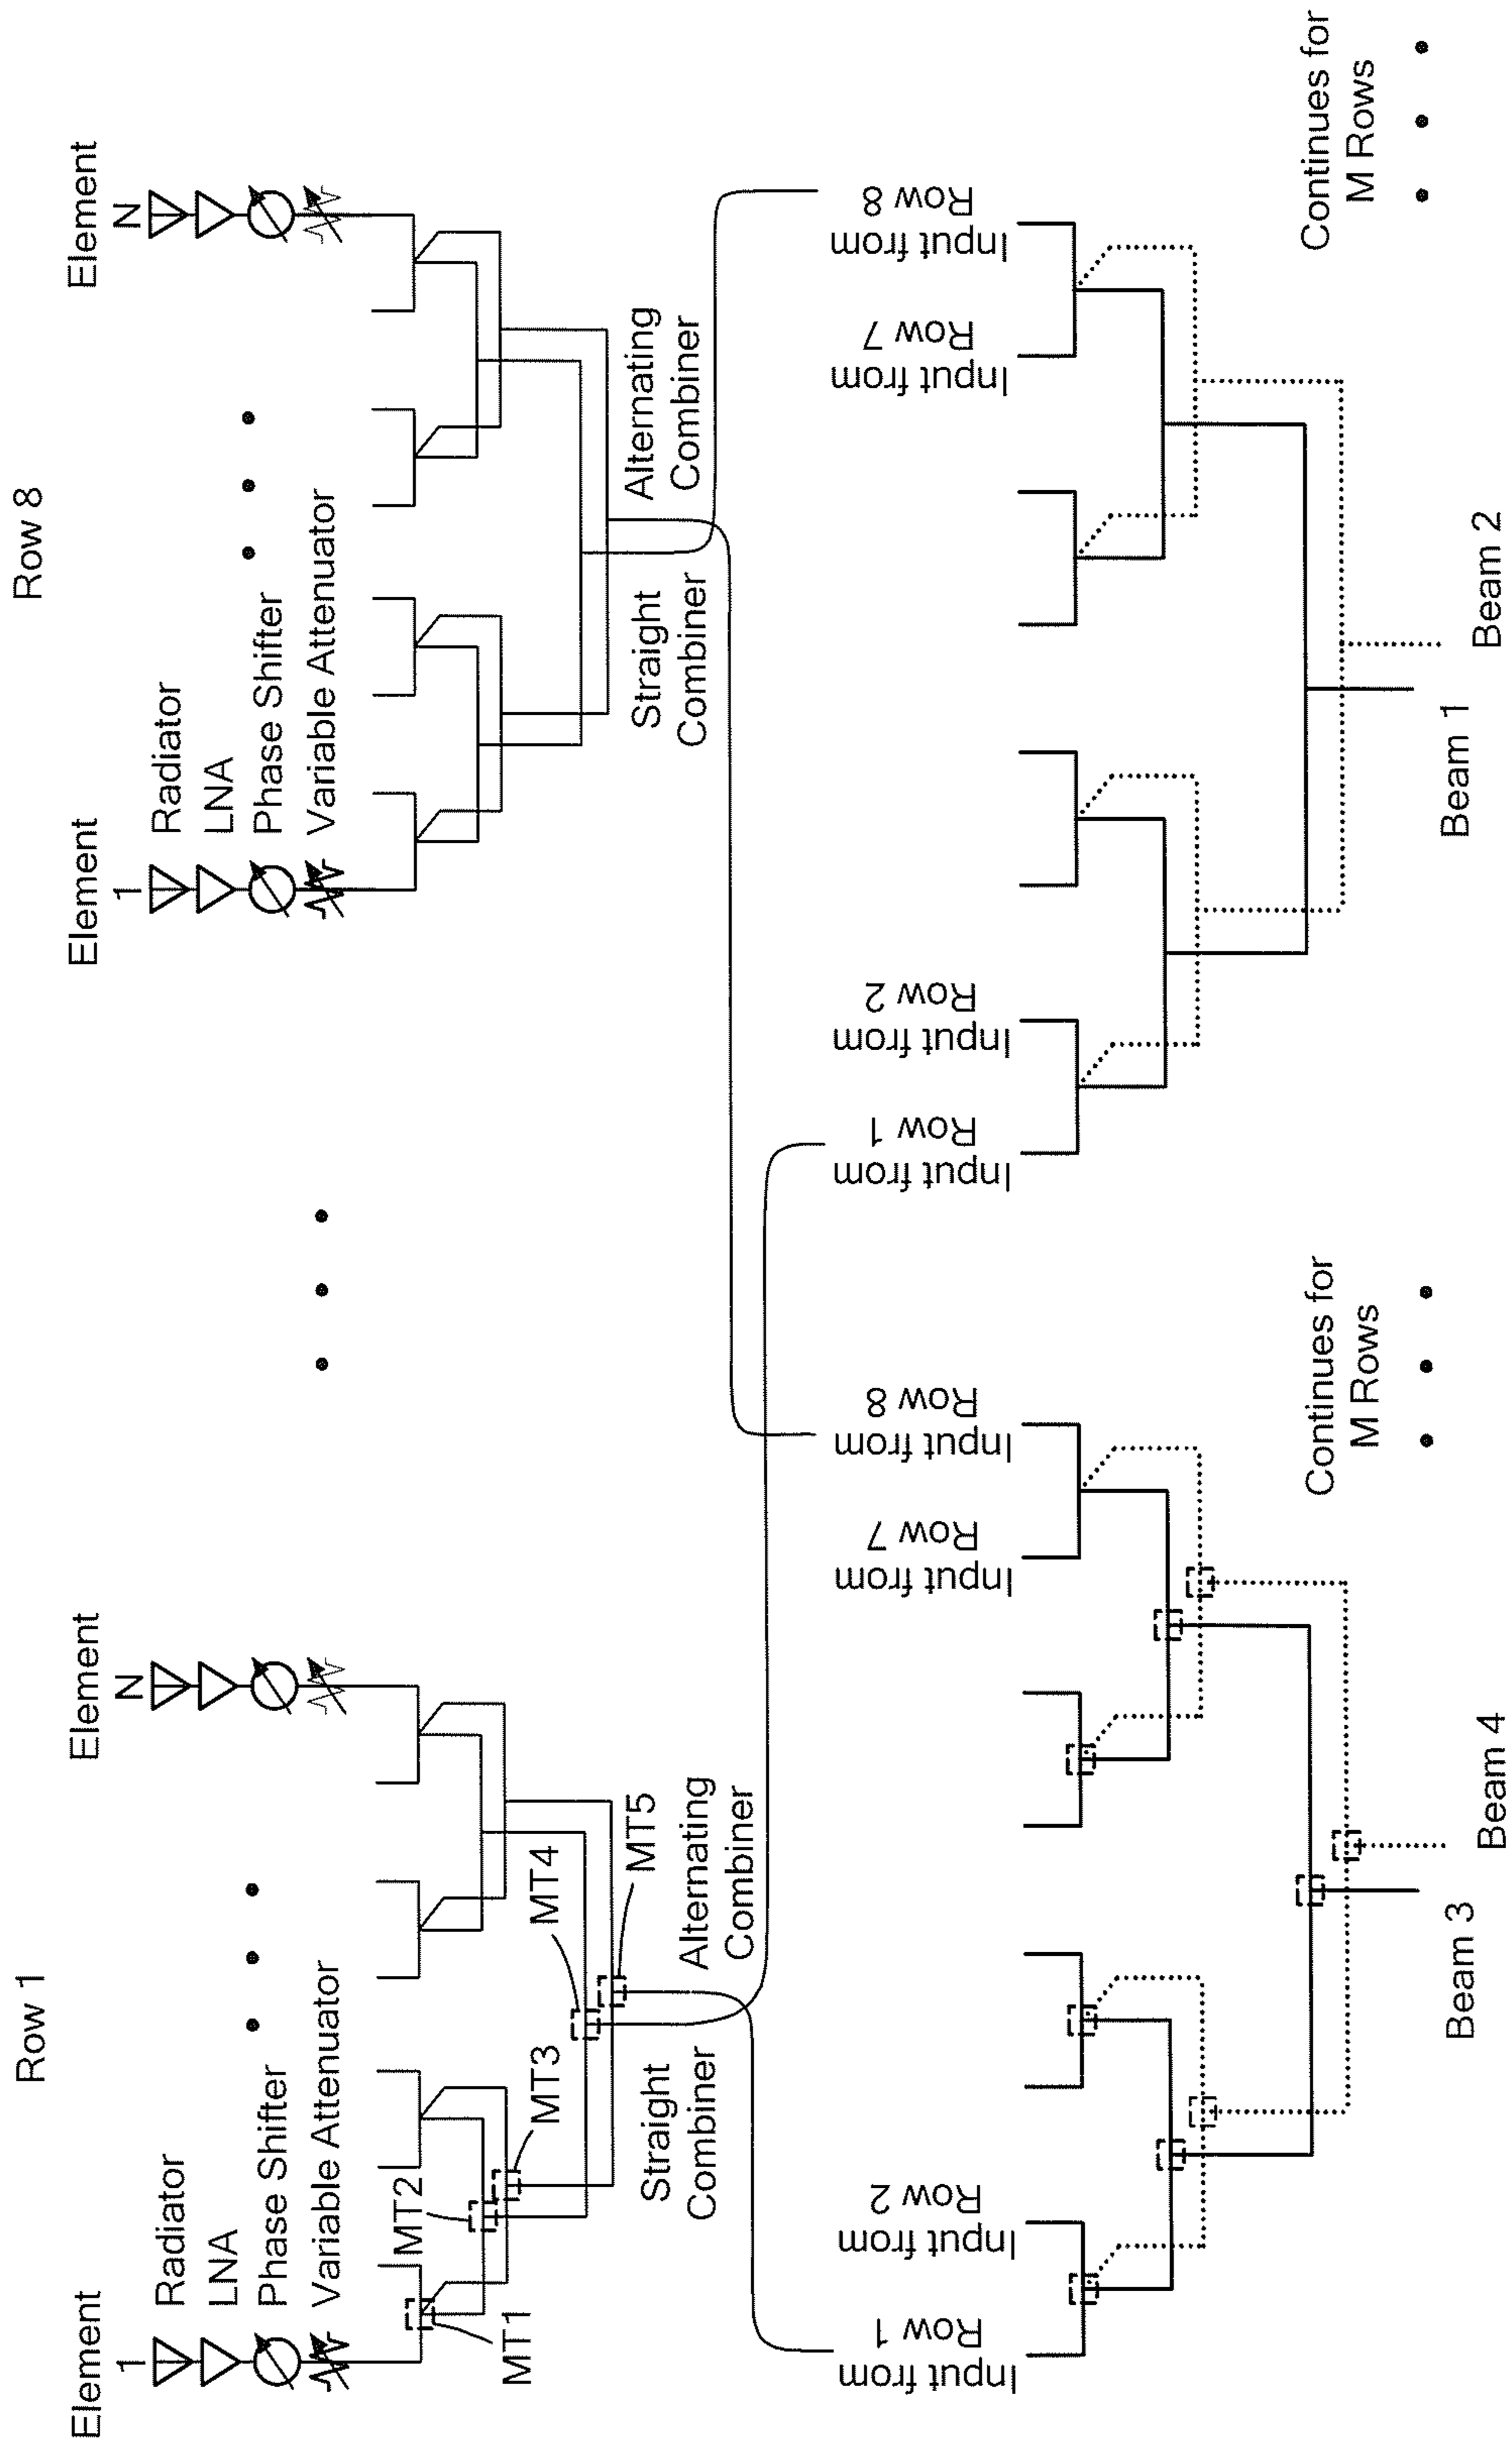 Row 1
Element
1
Radiator
LNA
Phase Shifter
Variable Attenuator
Element
N
MT1
MT2
MT3
MT4
MT5
Straight
Combiner
Alternating
Combiner
Row 8
Element
1
Radiator
LNA
Phase Shifter
Variable Attenuator
Element
N
Straight
Combiner
Alternating
Combiner
Input from
Row 1
Input from
Row 2
Input from
Row 7
Input from
Row 8
Beam 3
Beam 4
Continues for
M Rows
Input from
Row 1
Input from
Row 2
Input from
Row 7
Input from
Row 8
Beam 1
Beam 2
Continues for
M Rows